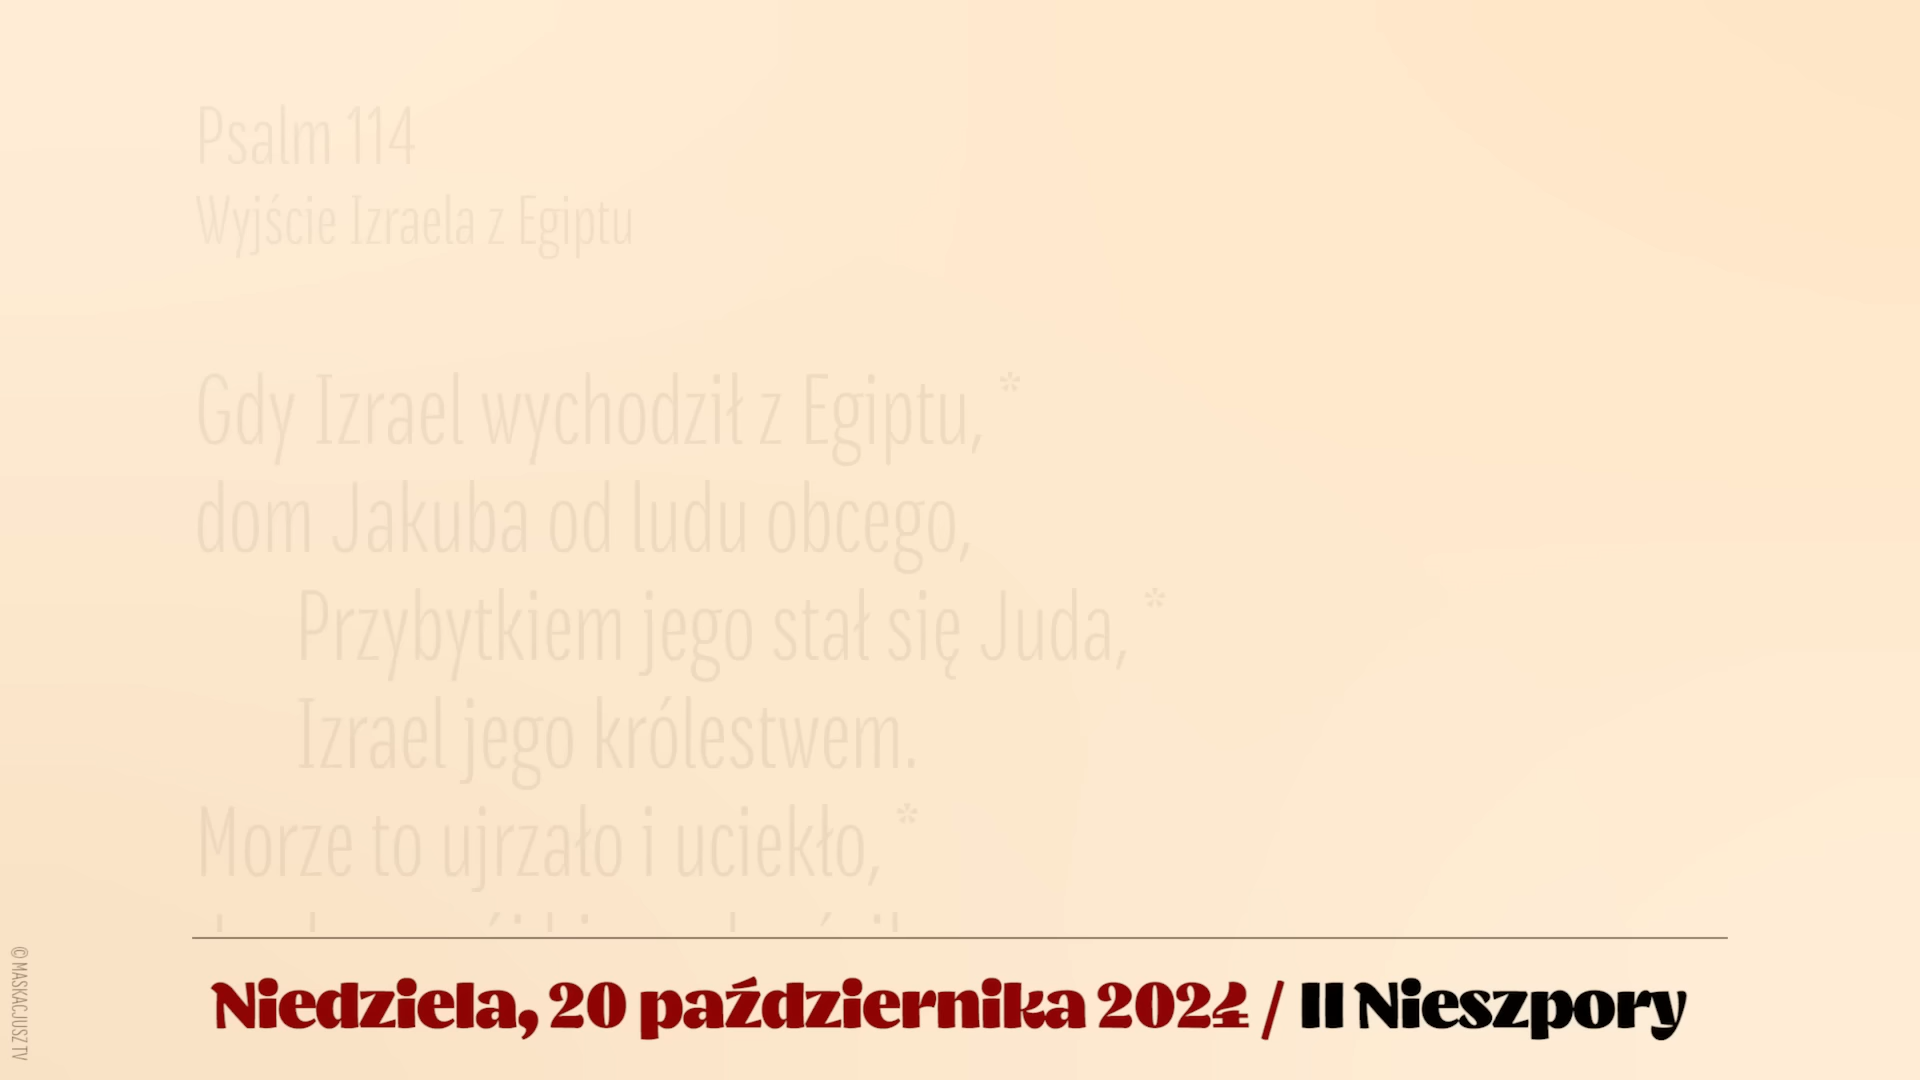 Psalm 114
Wyjście Izraela z Egiptu
Gdy Izrael wychodził z Egiptu, *
dom Jakuba od ludu obcego,
Przybytkiem jego stał się Juda, *
Izrael jego królestwem.
Morze to ujrzało i uciekło, *
Niedziela, 20 października 2024 / II Nieszpory
© MASKACJUSZ TV